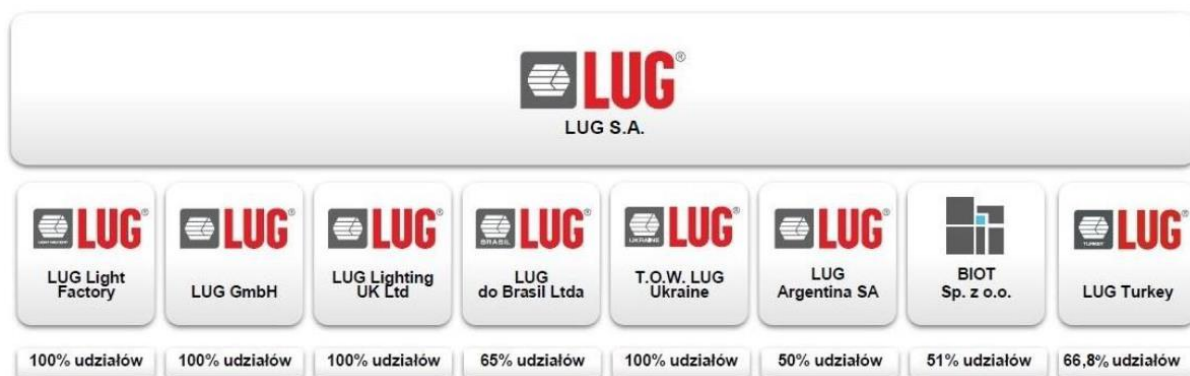 LUG®
LUG S.A.
LUG® LUG® LUG® BRASIL LUG® UKRAINE LUG® LUG® TURKEY LUG®
LUG Light Factory
LUG GmbH
LUG Lighting UK Ltd
LUG do Brasil Ltda
T.O.W. LUG Ukraine
LUG Argentina SA
BIOT Sp. z o.o.
LUG Turkey
100% udziałów 100% udziałów 100% udziałów 65% udziałów 100% udziałów 50% udziałów 51% udziałów 66,8% udziałów